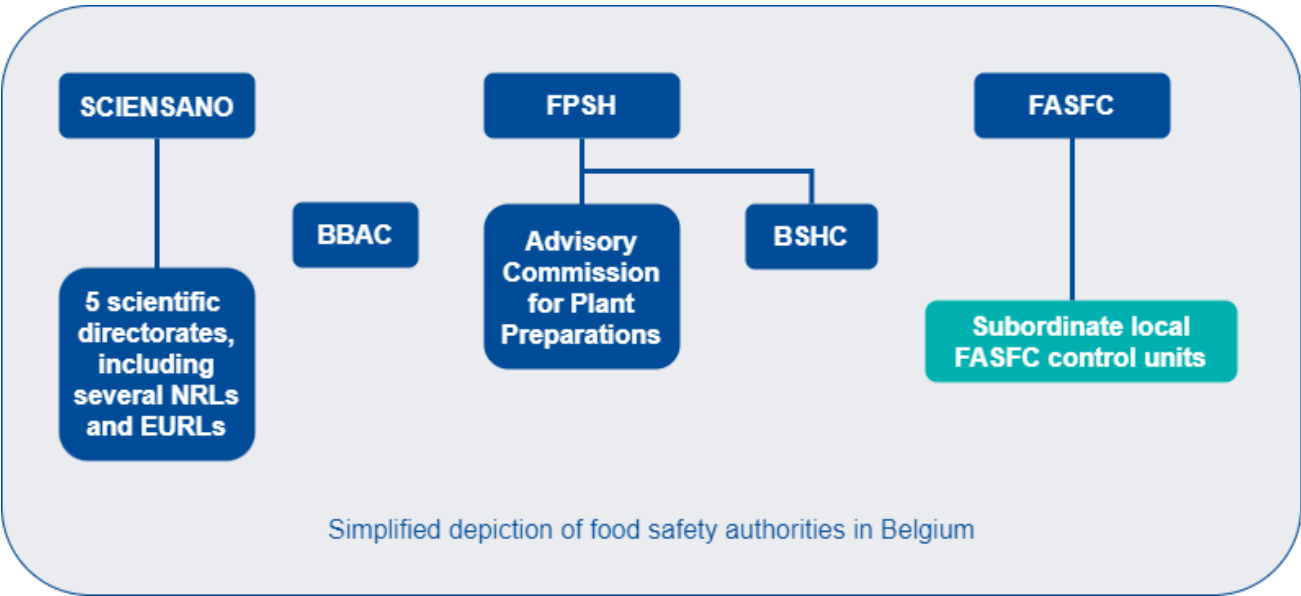 SCIENSANO
FPSH
FASFC
BBAC
Advisory
Commission
for Plant
Preparations
BSHC
5 scientific
directorates,
including
several NRLs
and EURLs
Subordinate local
FASFC control units
Simplified depiction of food safety authorities in Belgium